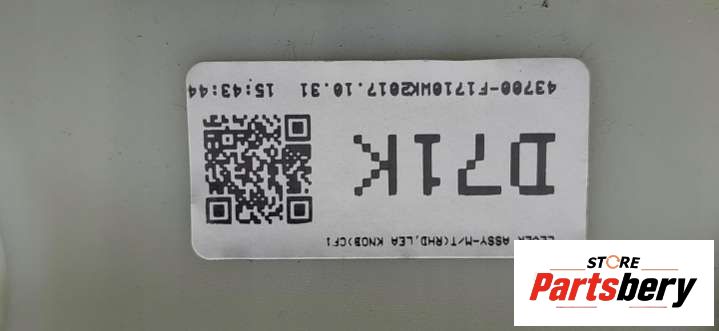 LEVER ASSY-M/T(RHD,LEA KNOB)CF1
D71K
43700-F1710WK2017.10.31 15:43:44
STORE
Partsbery